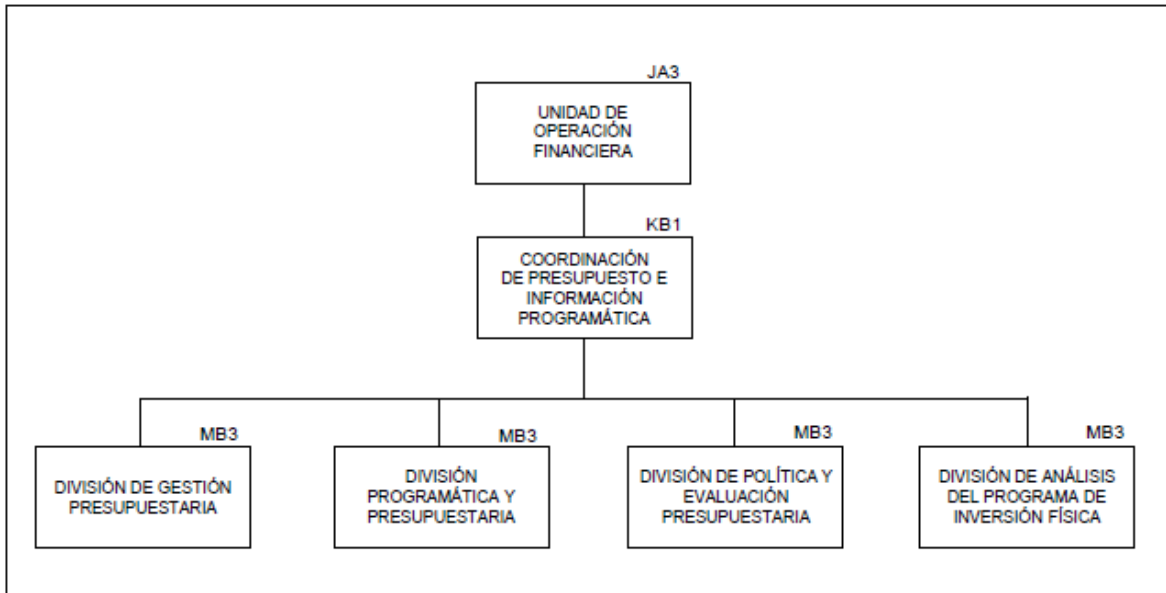 JA3
UNIDAD DE
OPERACIÓN
FINANCIERA
KB1
COORDINACIÓN
DE PRESUPUESTO E
INFORMACIÓN
PROGRAMÁTICA
MB3
DIVISIÓN DE GESTIÓN
PRESUPUESTARIA
MB3
DIVISIÓN
PROGRAMÁTICA Y
PRESUPUESTARIA
MB3
DIVISIÓN DE POLÍTICA Y
EVALUACIÓN
PRESUPUESTARIA
MB3
DIVISIÓN DE ANÁLISIS
DEL PROGRAMA DE
INVERSIÓN FÍSICA